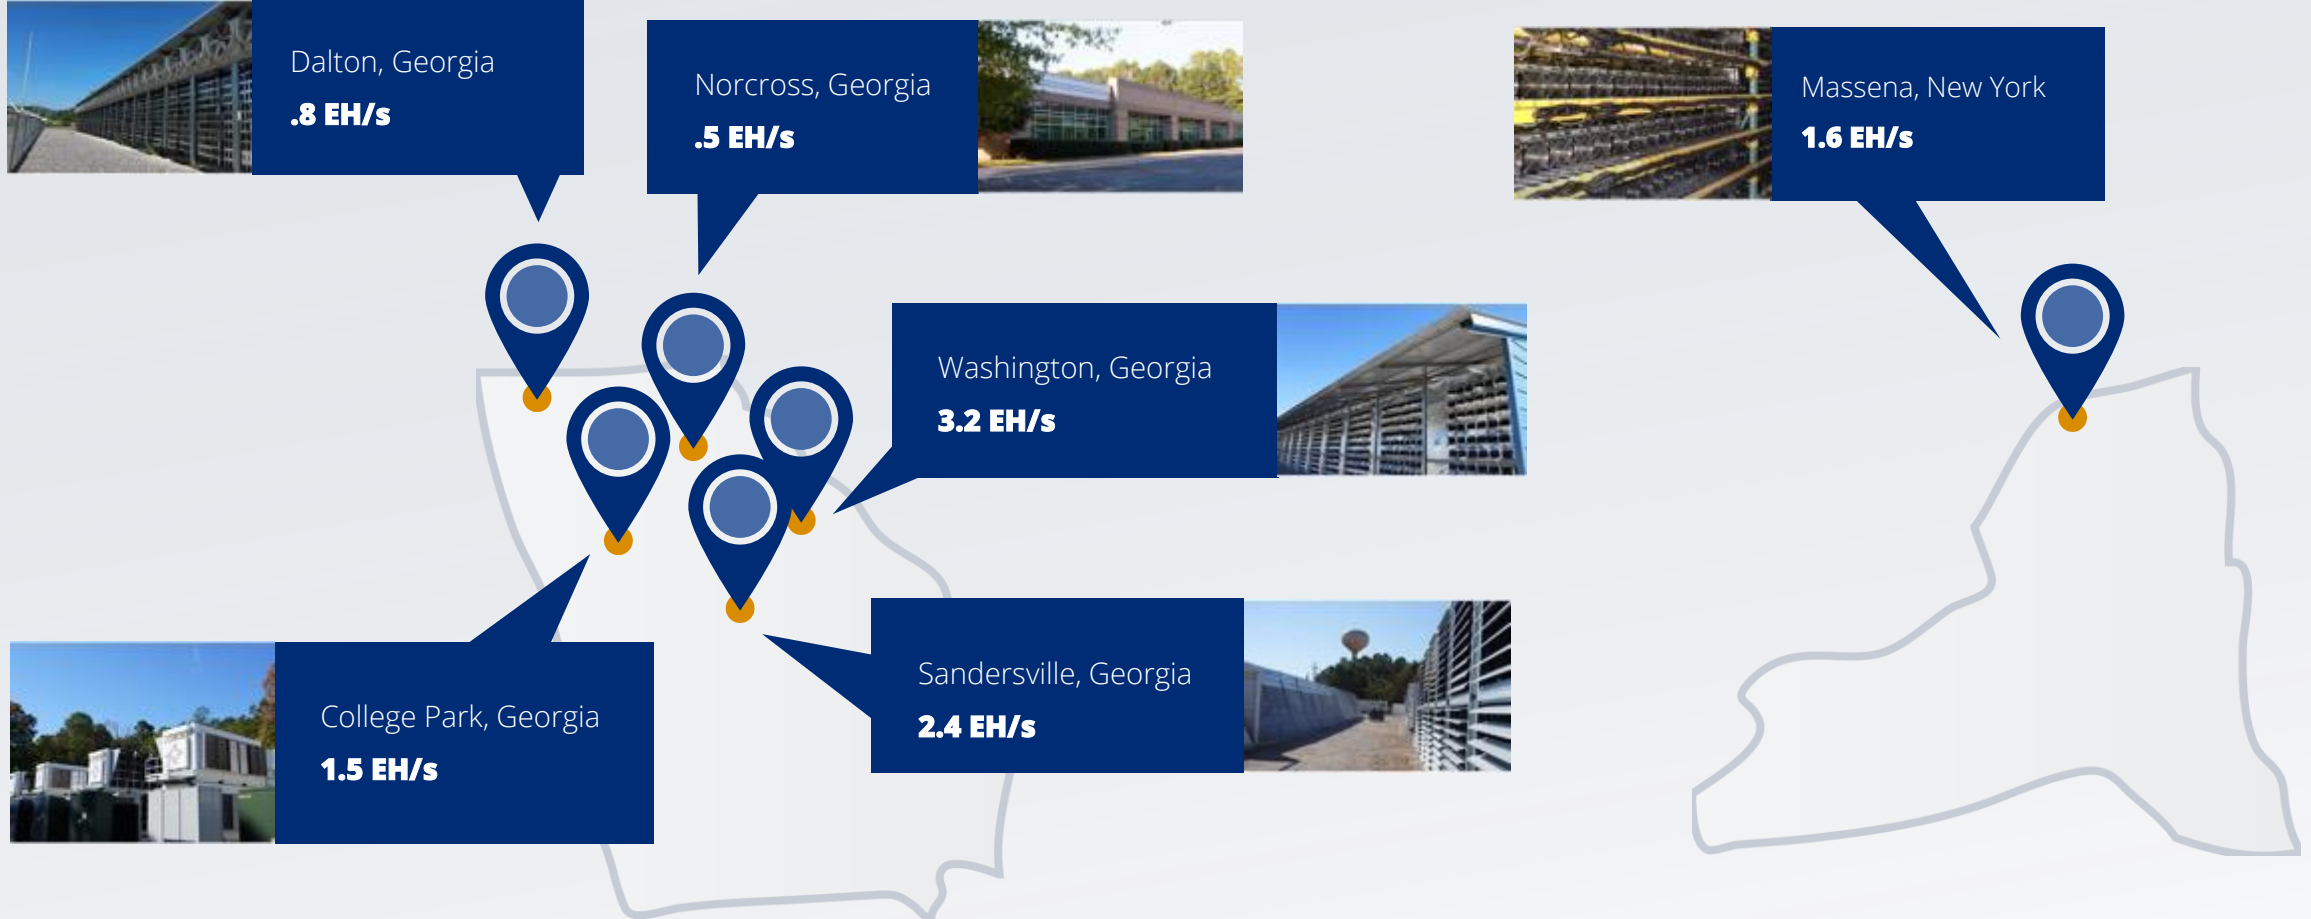 Dalton, Georgia
.8 EH/s
Norcross, Georgia
.5 EH/s
Massena, New York
1.6 EH/s
Washington, Georgia
3.2 EH/s
Sandersville, Georgia
2.4 EH/s
College Park, Georgia
1.5 EH/s